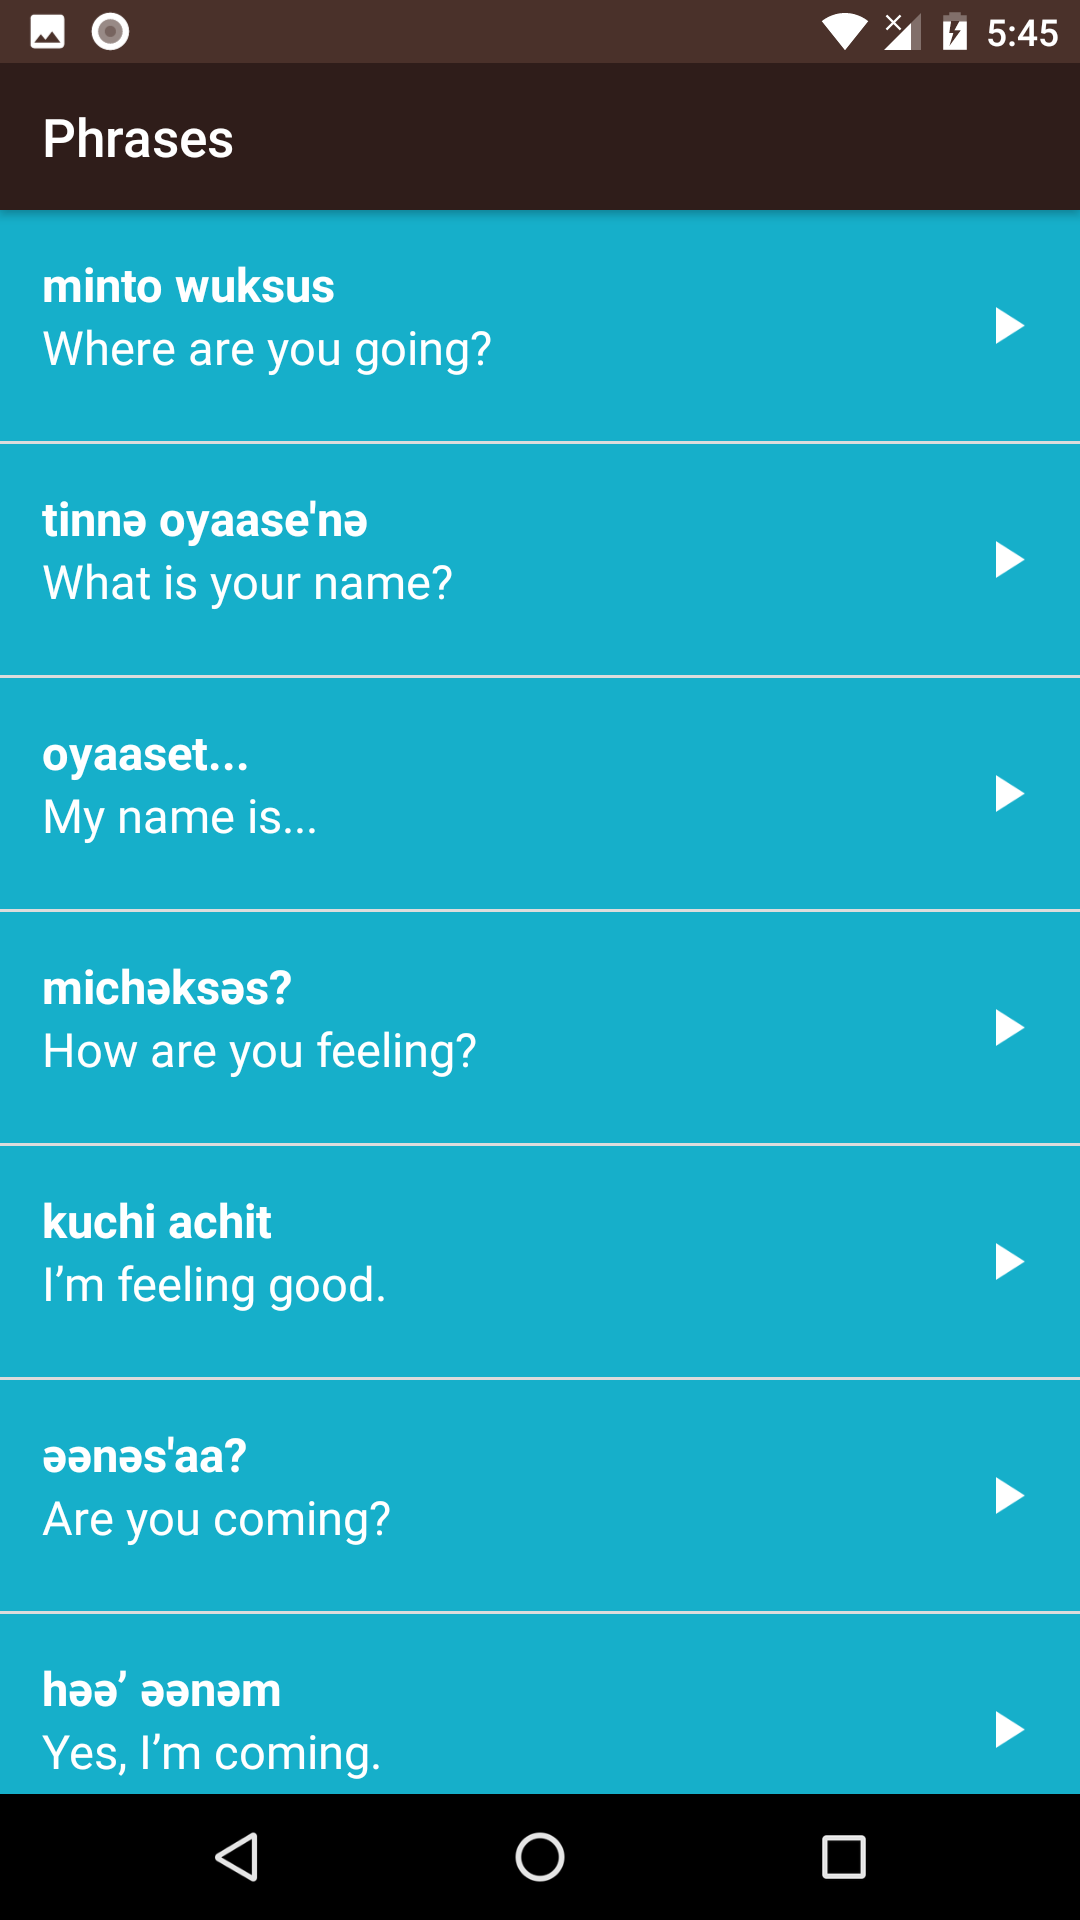 5:45
Phrases
minto wuksus
Where are you going?
tinnə oyaase'nə
What is your name?
oyaaset...
My name is...
michəksəs?
How are you feeling?
kuchi achit
I’m feeling good.
əənəs'aa?
Are you coming?
həə’ əənəm
Yes, I’m coming.